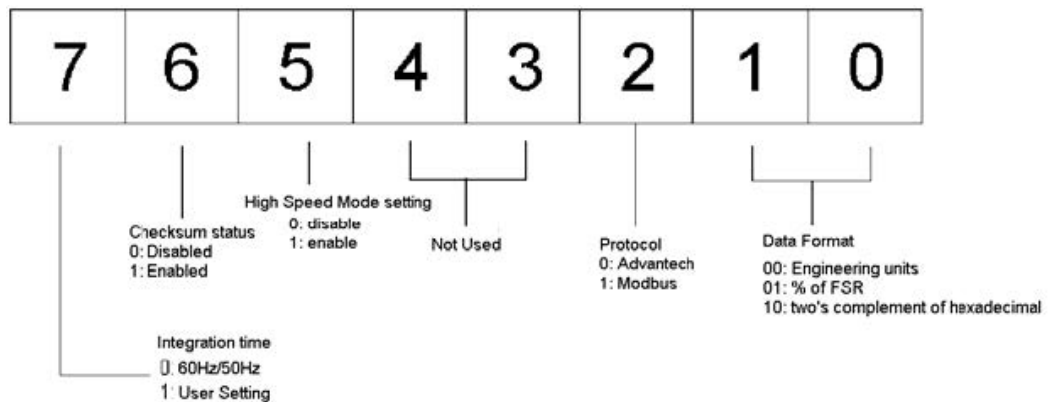 7 6 5 4 3 2 1 0
High Speed Mode setting
0: disable
1: enable
Checksum status
0: Disabled
1: Enabled
Not Used
Protocol
0: Advantech
1: Modbus
Data Format
00: Engineering units
01: % of FSR
10: two's complement of hexadecimal
Integration time
0: 60Hz/50Hz
1: User Setting